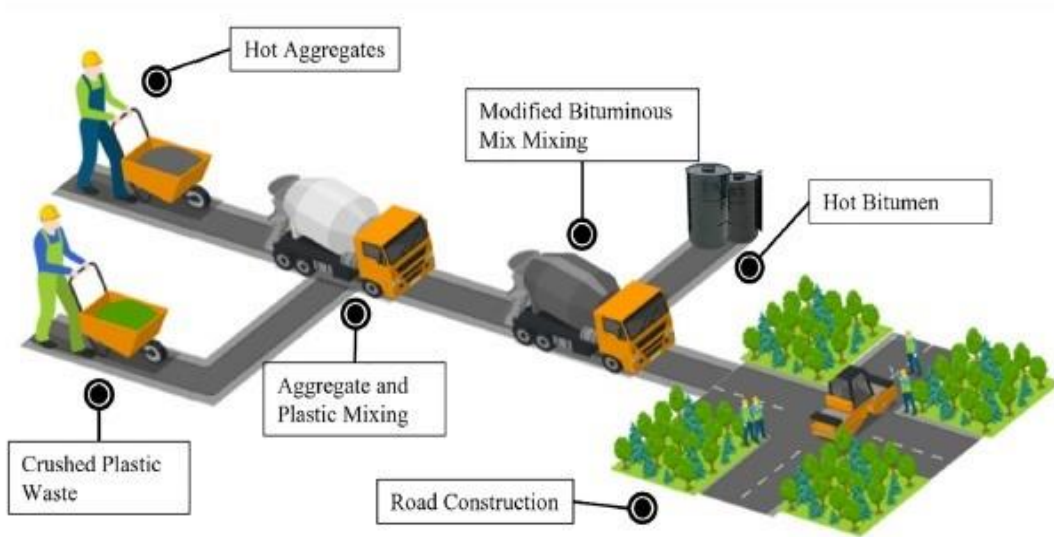 Hot Aggregates
Modified Bituminous
Mix Mixing
Hot Bitumen
Aggregate and
Plastic Mixing
Crushed Plastic
Waste
Road Construction